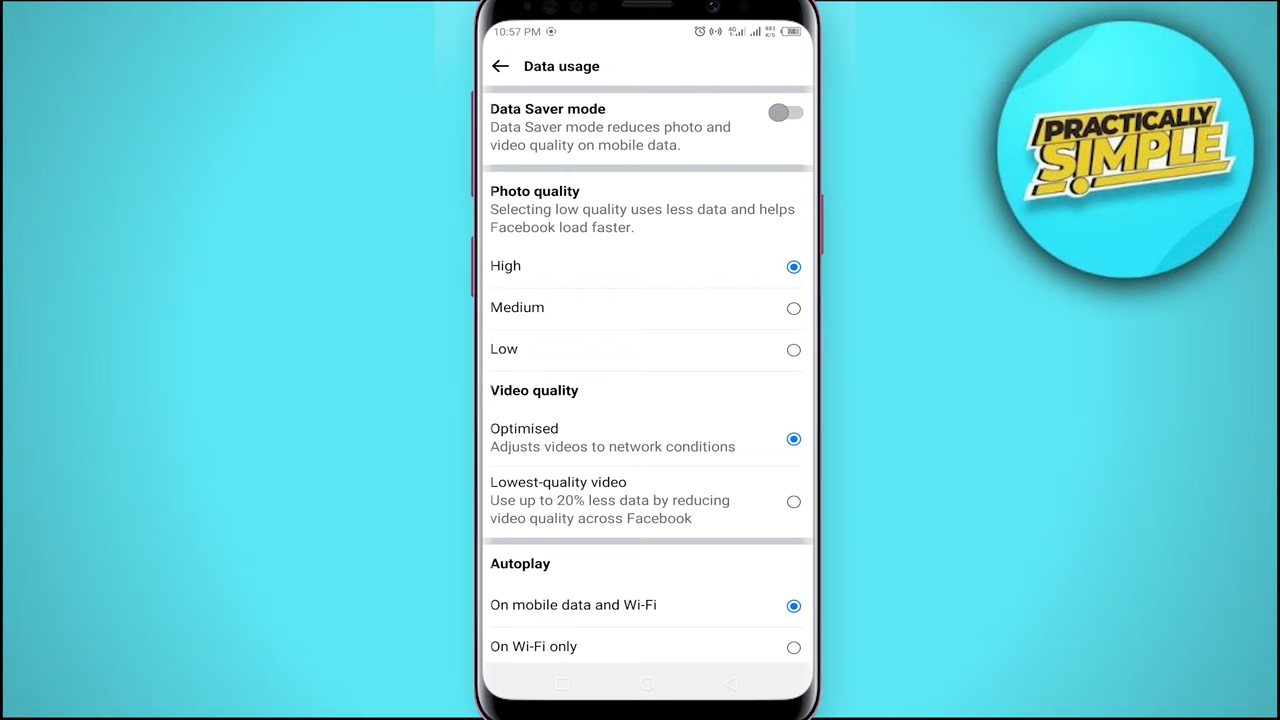 10:57 PM
4G
883
K/S
74
Data usage
Data Saver mode
Data Saver mode reduces photo and
video quality on mobile data.
Photo quality
Selecting low quality uses less data and helps
Facebook load faster.
High
Medium
Low
Video quality
Optimised
Adjusts videos to network conditions
Lowest-quality video
Use up to 20% less data by reducing
video quality across Facebook
Autoplay
On mobile data and Wi-Fi
On Wi-Fi only
PRACTICALLY
SIMPLE